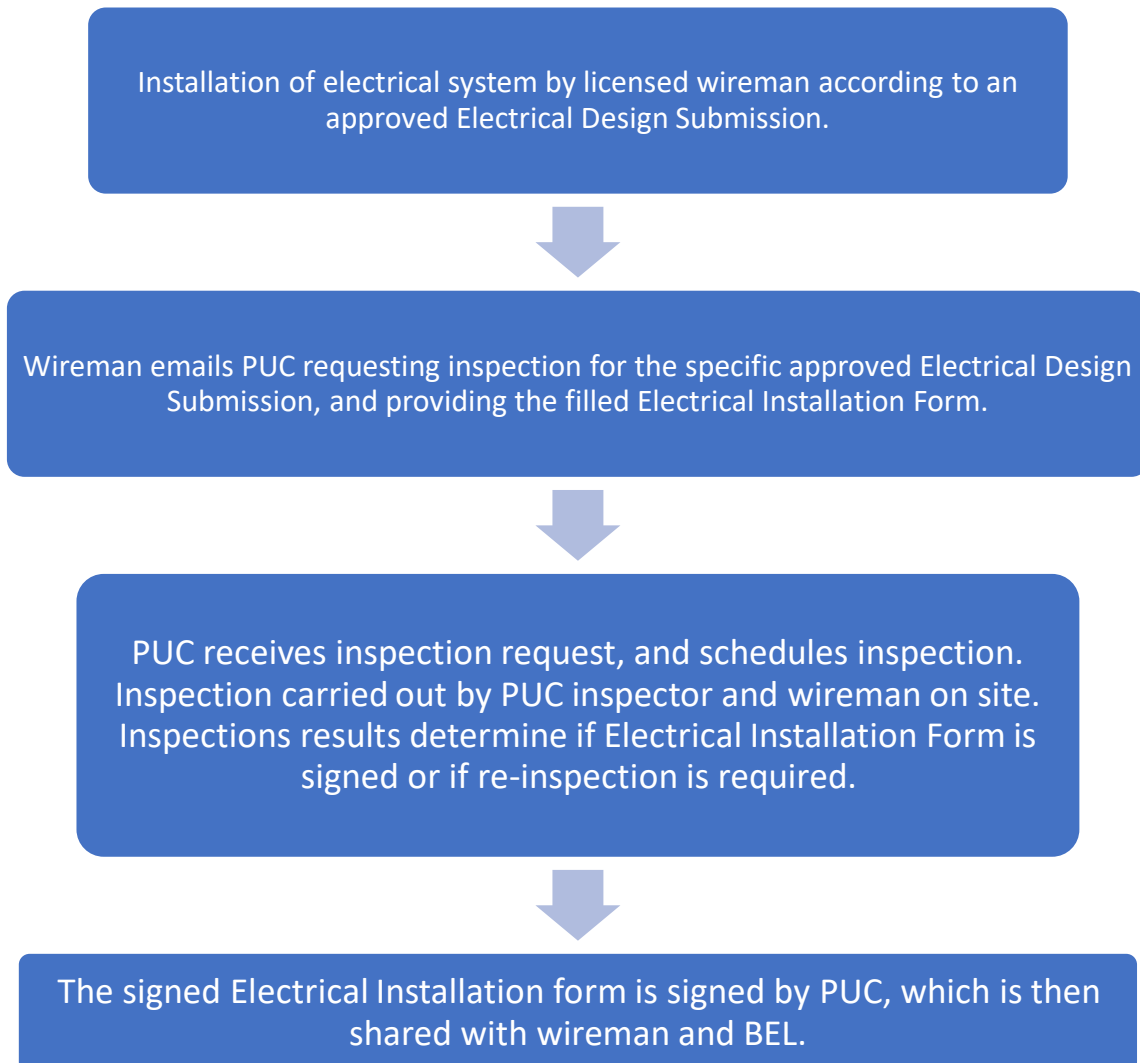 Installation of electrical system by licensed wireman according to an
approved Electrical Design Submission.
Wireman emails PUC requesting inspection for the specific approved Electrical Design
Submission, and providing the filled Electrical Installation Form.
PUC receives inspection request, and schedules inspection.
Inspection carried out by PUC inspector and wireman on site.
Inspections results determine if Electrical Installation Form is
signed or if re-inspection is required.
The signed Electrical Installation form is signed by PUC, which is then
shared with wireman and BEL.